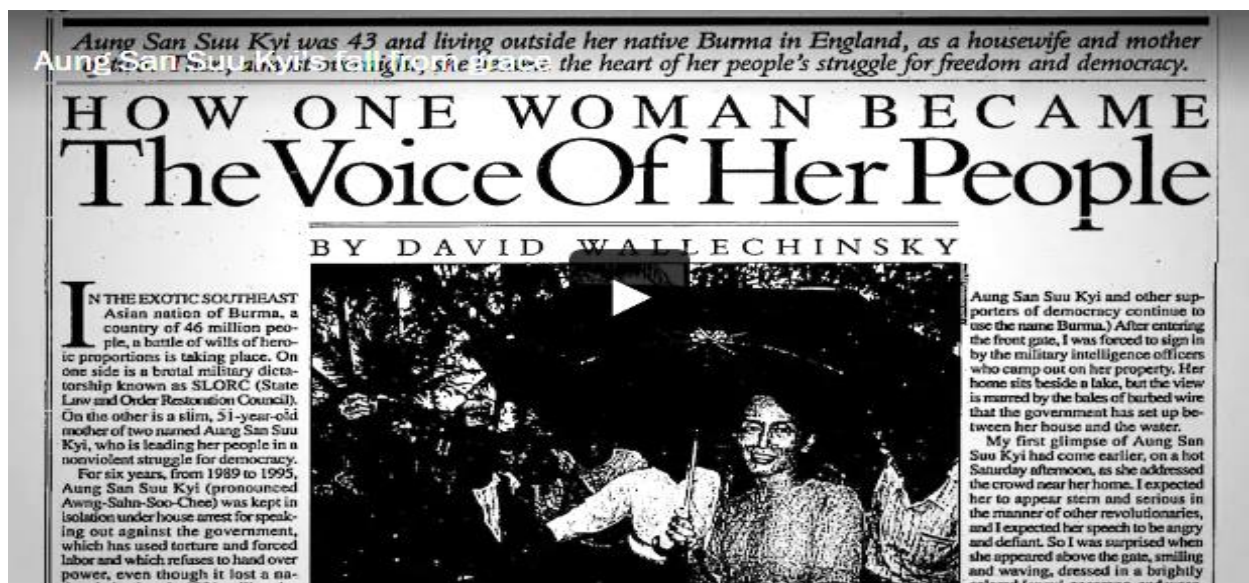 Aung San Suu Kyi was 43 and living outside her native Burma in England, as a housewife and mother
Aung San Suu Kyi's fall from grace
the heart of her people's struggle for freedom and democracy.
HOW ONE WOMAN BECAME
The Voice Of Her People
BY DAVID WALLECHINSKY
IN THE EXOTIC SOUTHEAST
Asian nation of Burma, a
country of 46 million peo-
ple, a battle of wills of hero-
ic proportions is taking place. On
one side is a brutal military dicta-
torship known as SLORC (State
Law and Order Restoration Council).
On the other is a slim, 51-year-old
mother of two named Aung San Suu
Kyi, who is leading her people in a
nonviolent struggle for democracy.
For six years, from 1989 to 1995,
Aung San Suu Kyi (pronounced
Awng-Sahn-Soo-Chee) was kept in
isolation under house arrest for speak-
ing out against the government,
which has used torture and forced
labor and which refuses to hand over
power, even though it lost a na-
Aung San Suu Kyi and other sup-
porters of democracy continue to
use the name Burma.) After entering
the front gate, I was forced to sign in
by the military intelligence officers
who camp out on her property. Her
home sits beside a lake, but the view
is marred by the bales of barbed wire
that the government has set up be-
tween her house and the water.
My first glimpse of Aung San
Suu Kyi had come earlier, on a hot
Saturday afternoon, as she addressed
the crowd near her home. I expected
her to appear stern and serious in
the manner of other revolutionaries,
and I expected her speech to be angry
and defiant. So I was surprised when
she appeared above the gate, smiling
and waving, dressed in a brightly